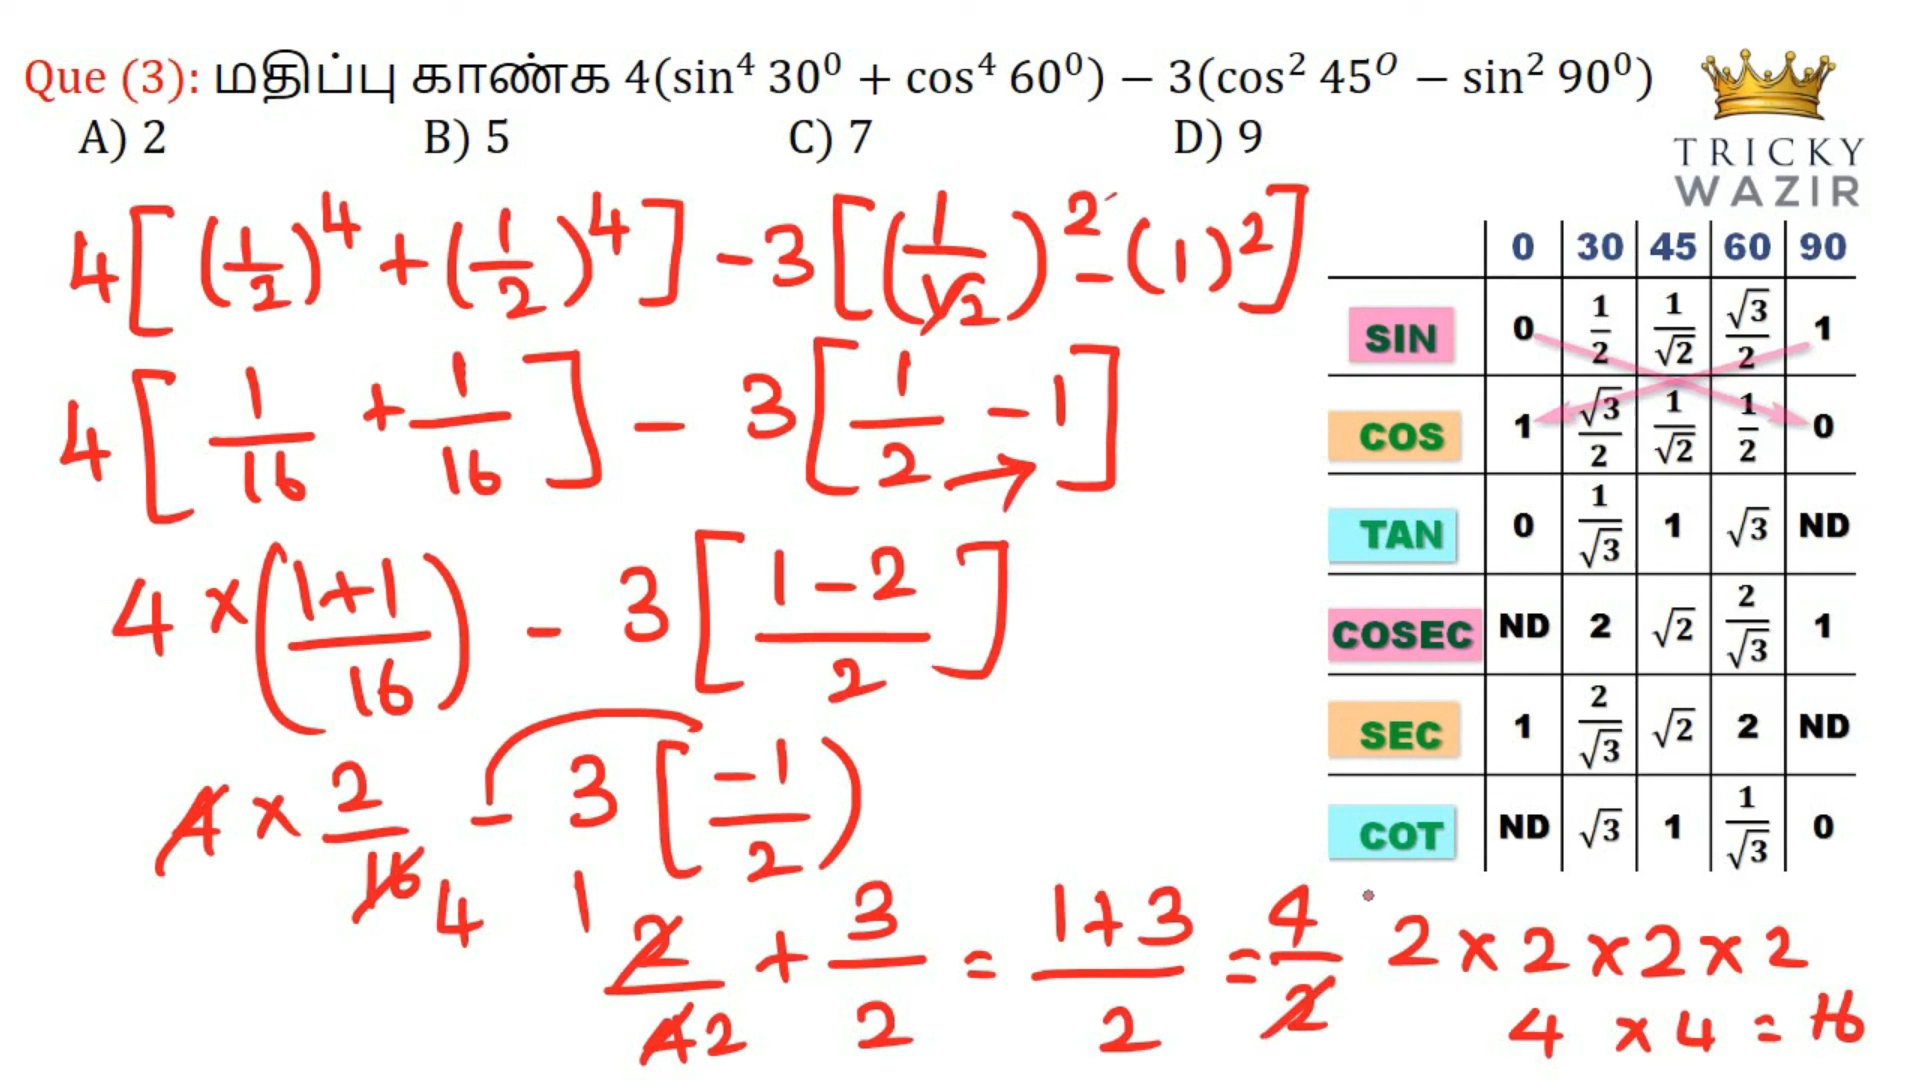 Que (3): மதிப்பு காண்க 4(sin⁴ 30⁰ + cos⁴ 60⁰) − 3(cos² 45ᴼ − sin² 90⁰)
A) 2 B) 5 C) 7 D) 9
TRICKY
WAZIR
4[(1/2)⁴ + (1/2)⁴] - 3[(1/√2)² - (1)²]
4[1/16 + 1/16] - 3[1/2 - 1]
4 × (1+1/16) - 3[1-2/2]
4 × 2/16 4 - 3[-1/2)
1
2/4 2 + 3/2 = 1+3/2 = 4/2
2 × 2 × 2 × 2
4 × 4 = 16
0 30 45 60 90
SIN 0 1/2 1/√2 √3/2 1
COS 1 √3/2 1/√2 1/2 0
TAN 0 1/√3 1 √3 ND
COSEC ND 2 √2 2/√3 1
SEC 1 2/√3 √2 2 ND
COT ND √3 1 1/√3 0